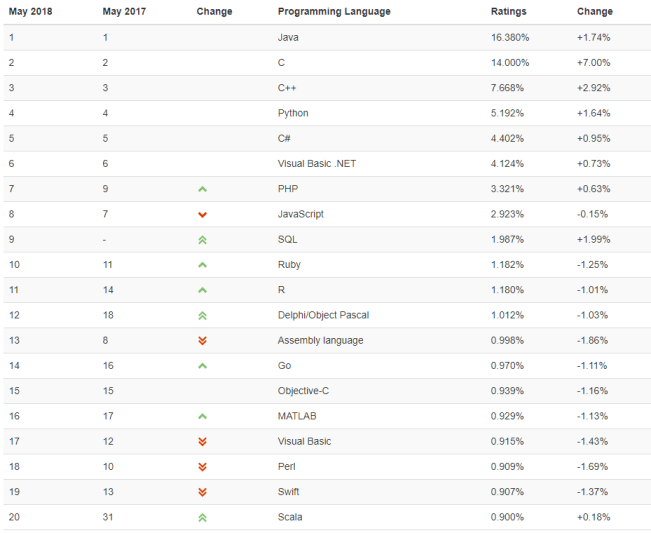 May 2018 May 2017 Change Programming Language Ratings Change
1 1 Java 16.380% +1.74%
2 2 C 14.000% +7.00%
3 3 C++ 7.668% +2.92%
4 4 Python 5.192% +1.64%
5 5 C# 4.402% +0.95%
6 6 Visual Basic .NET 4.124% +0.73%
7 9 PHP 3.321% +0.63%
8 7 JavaScript 2.923% -0.15%
9 - SQL 1.987% +1.99%
10 11 Ruby 1.182% -1.25%
11 14 R 1.180% -1.01%
12 18 Delphi/Object Pascal 1.012% -1.03%
13 8 Assembly language 0.998% -1.86%
14 16 Go 0.970% -1.11%
15 15 Objective-C 0.939% -1.16%
16 17 MATLAB 0.929% -1.13%
17 12 Visual Basic 0.915% -1.43%
18 10 Perl 0.909% -1.69%
19 13 Swift 0.907% -1.37%
20 31 Scala 0.900% +0.18%